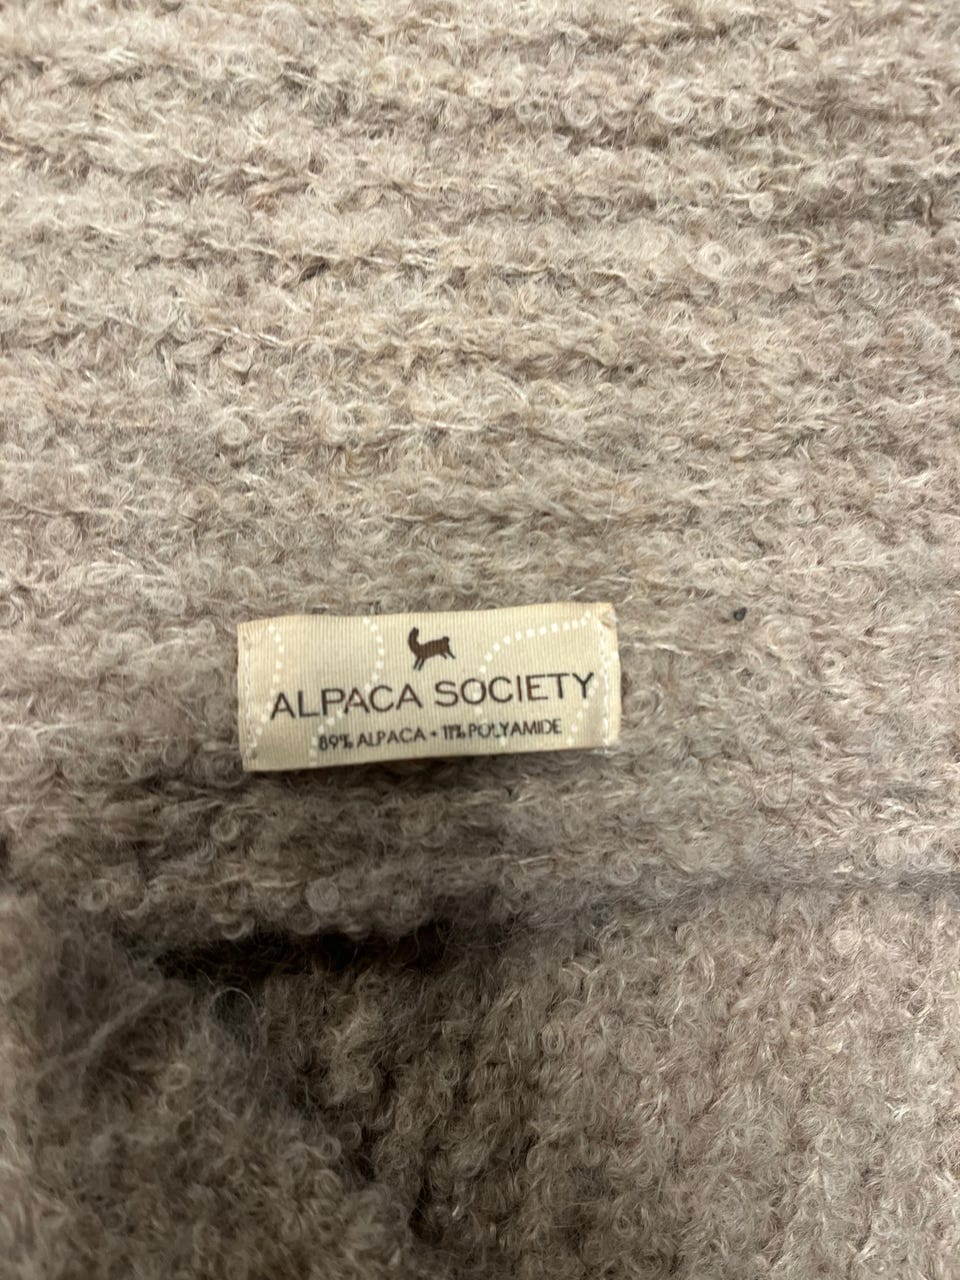 ALPACA SOCIETY
89% ALPACA • 11% POLYAMIDE